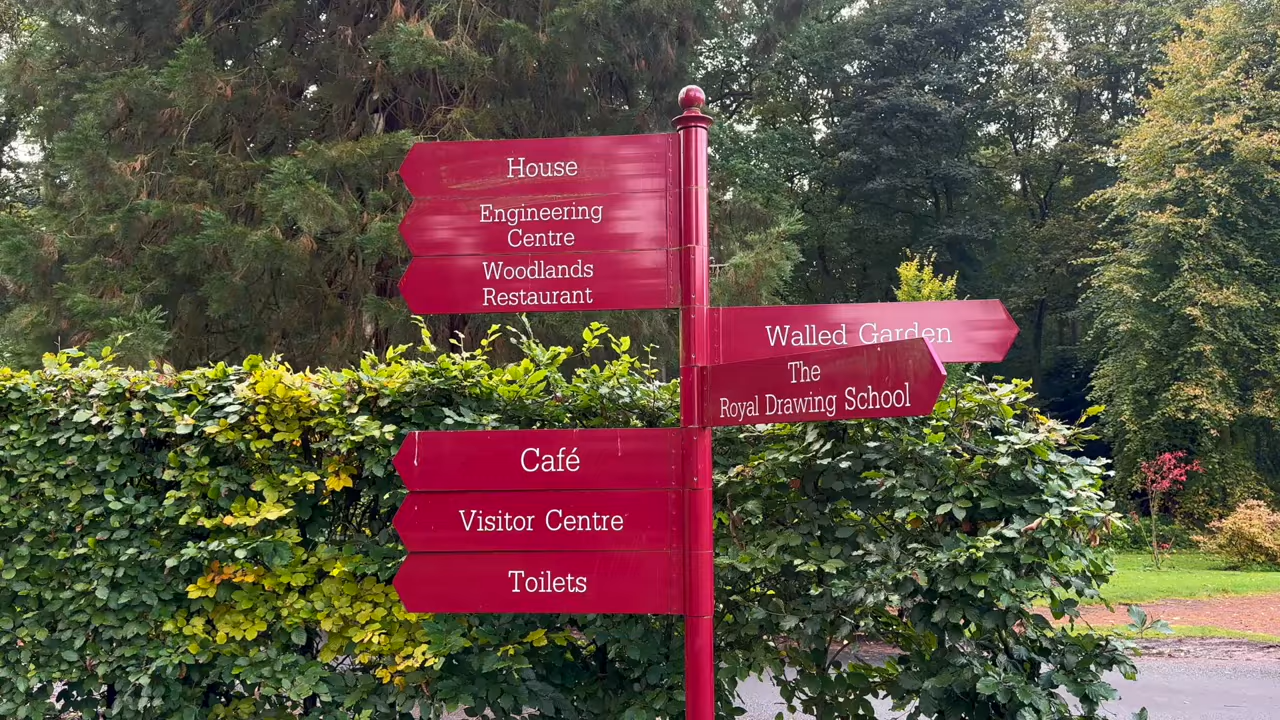 House
Engineering
Centre
Woodlands
Restaurant
Walled Garden
The
Royal Drawing School
Café
Visitor Centre
Toilets